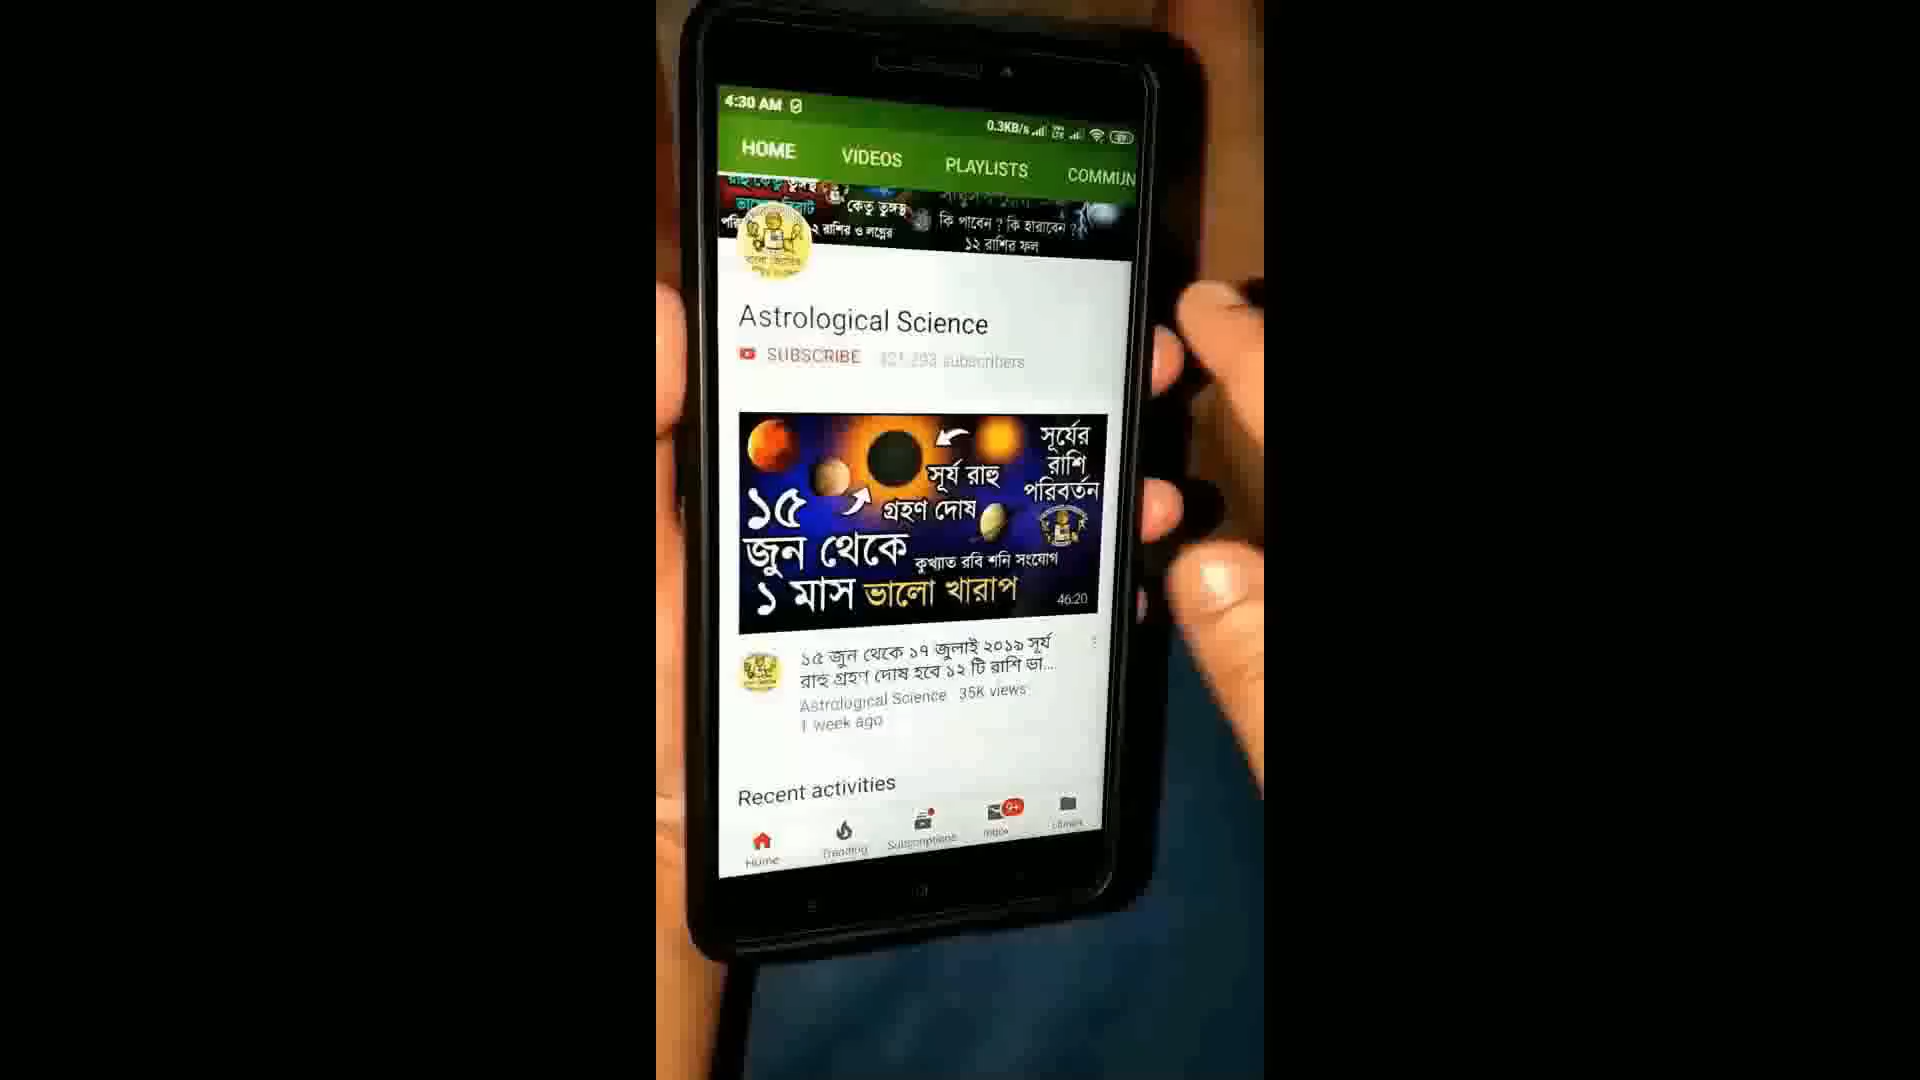 4:30 AM
0.3KB/s
HOME VIDEOS PLAYLISTS
কেতু তুঙ্গস্থ
২ রাশির ও লগ্নের
কি পাবেন ? কি হারাবেন ?
১২ রাশির ফল
Astrological Science
SUBSCRIBE subscribers
সূর্যের
রাশি
পরিবর্তন
সূর্য রাহু
গ্রহণ দোষ
১৫
জুন থেকে
কুখ্যাত রবি শনি সংযোগ
১ মাস ভালো খারাপ
46:20
১৫ জুন থেকে ১৭ জুলাই ২০১৯ সূর্য
রাহু গ্রহণ দোষ হবে ১২ টি রাশি ভা...
Astrological Science 35K views
1 week ago
Recent activities
9+
Home Trending Subscriptions Inbox